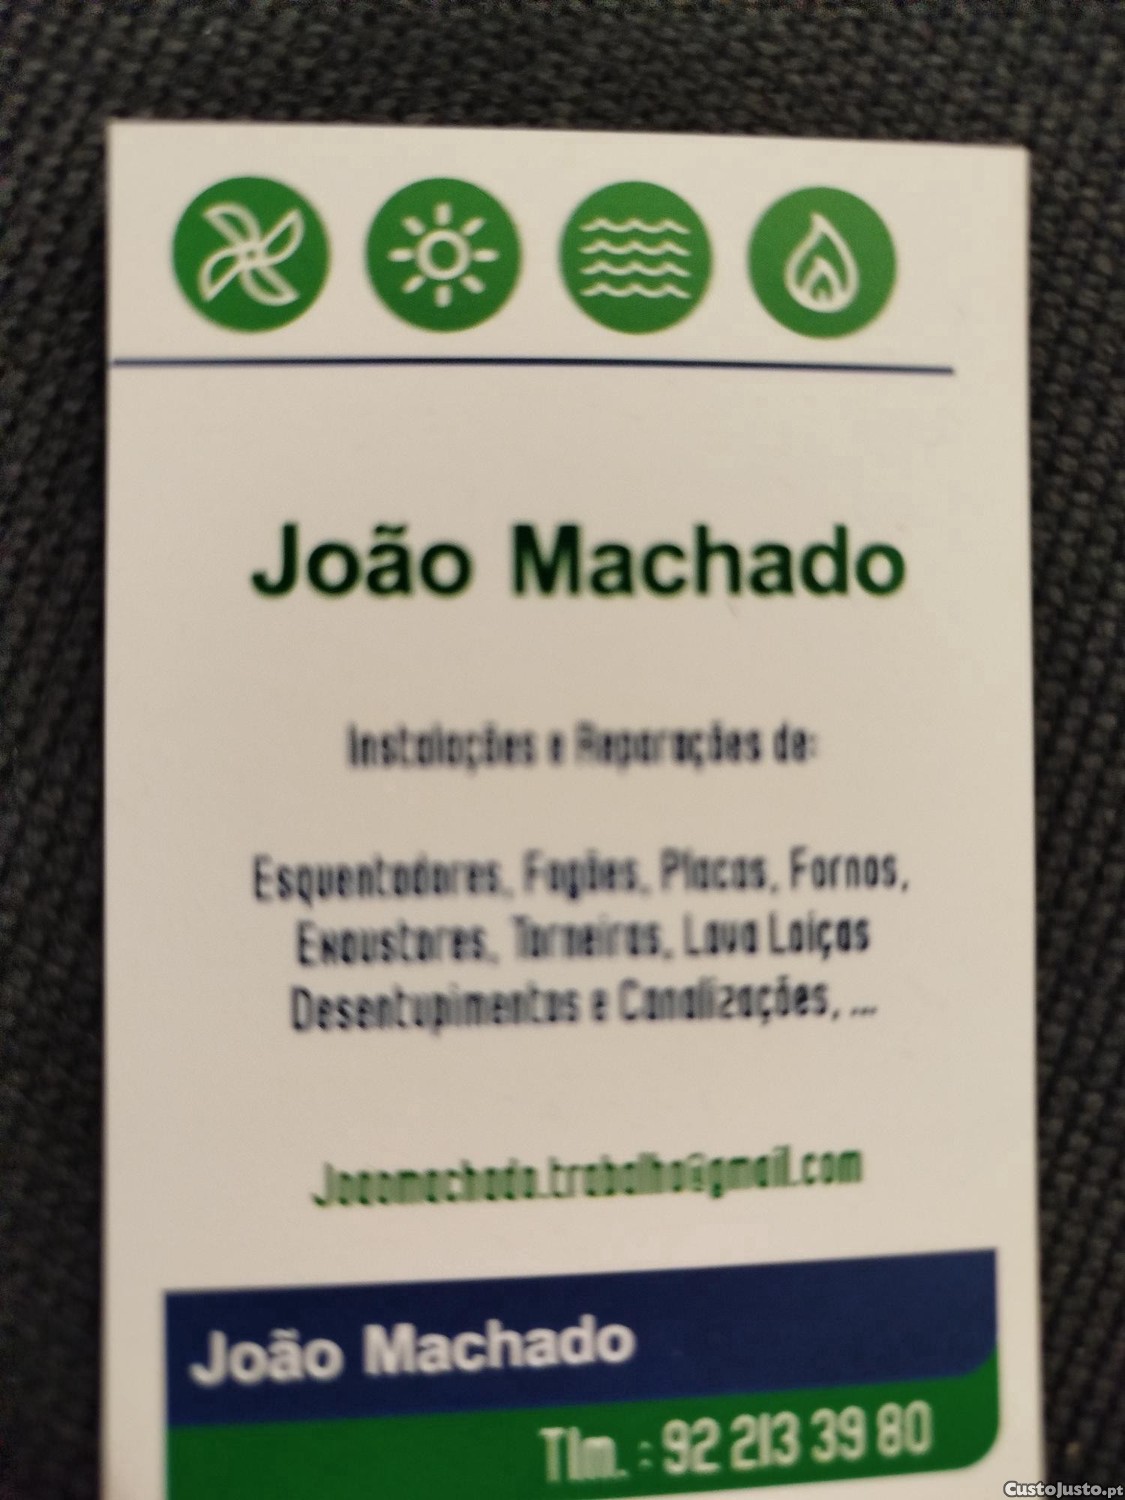 João Machado
Instalações e Reparações de:
Esquentadores, Fogões, Placas, Fornos,
Exaustores, Torneiras, Lava Loiças
Desentupimentos e Canalizações, ...
Joaomachado.trabalho@gmail.com
João Machado
Tlm. : 92 213 39 80
CustoJusto.pt